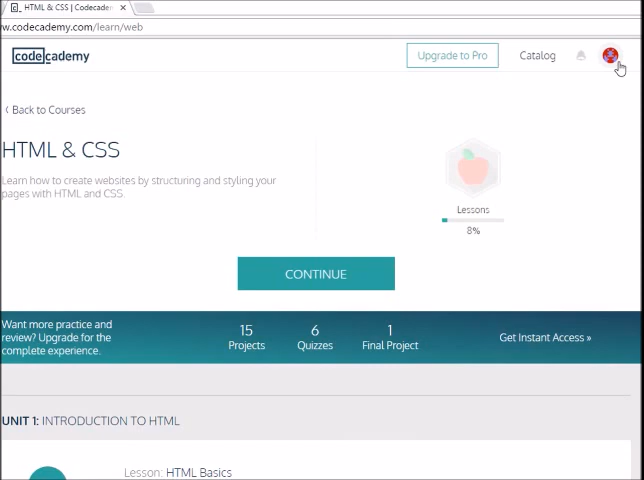 HTML & CSS | Codecaden ×
w.codecademy.com/learn/web
codecademy
Upgrade to Pro
Catalog
‹ Back to Courses
HTML & CSS
Learn how to create websites by structuring and styling your
pages with HTML and CSS.
Lessons
8%
CONTINUE
Want more practice and
review? Upgrade for the
complete experience.
15
Projects
6
Quizzes
1
Final Project
Get Instant Access »
UNIT 1: INTRODUCTION TO HTML
Lesson: HTML Basics